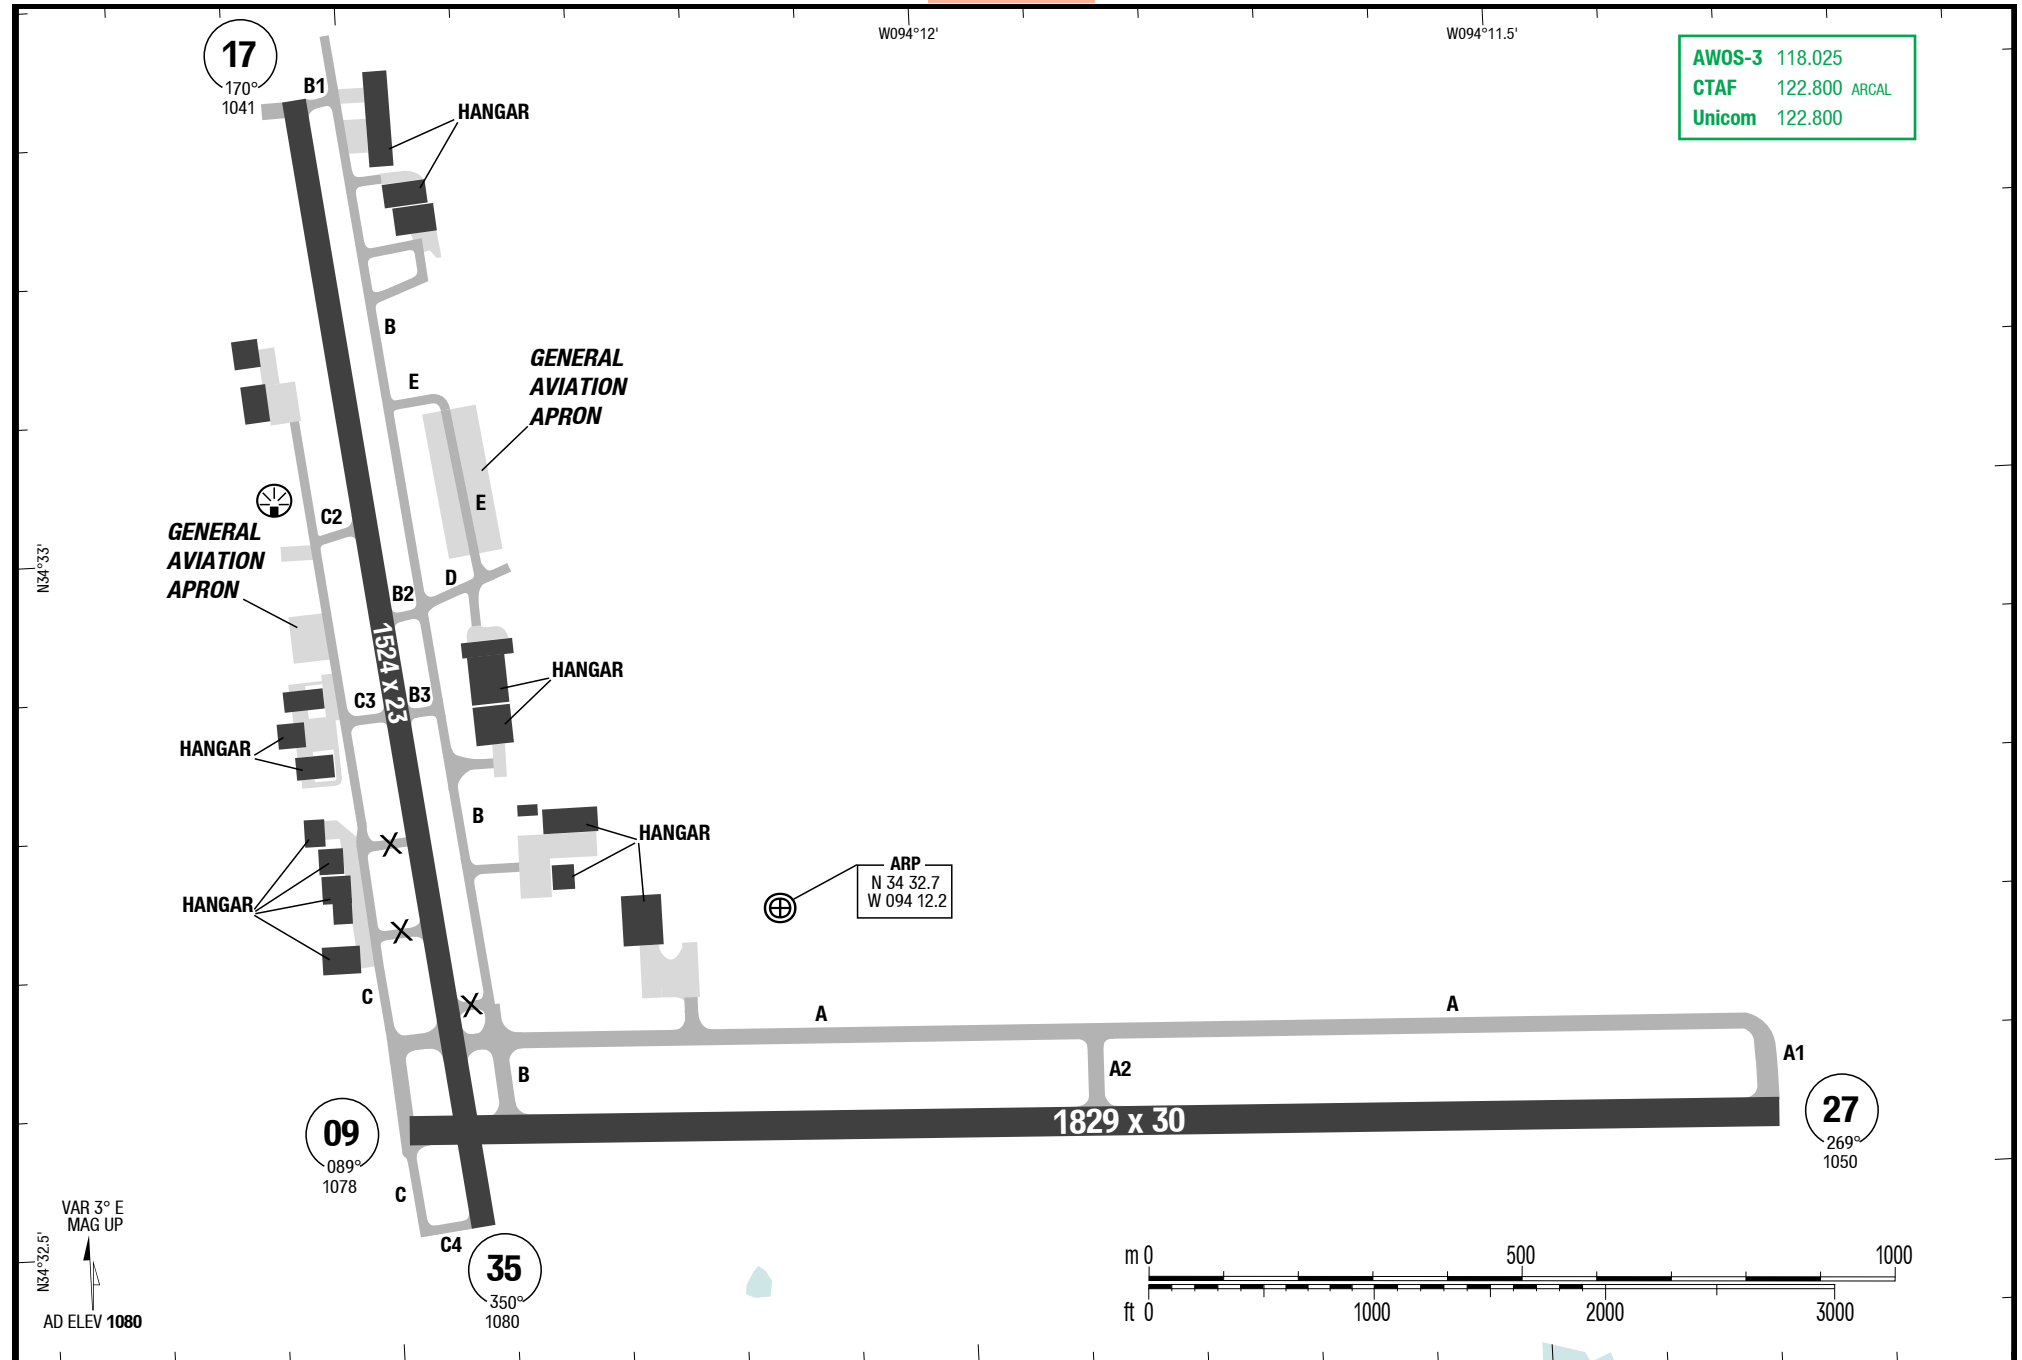 W094°12'
W094°11.5'
AWOS-3 118.025
CTAF 122.800 ARCAL
Unicom 122.800
17
170°
1041
B1
HANGAR
B
E
GENERAL
AVIATION
APRON
E
C2
GENERAL
AVIATION
APRON
N34°33'
D
B2
1524 x 23
C3
B3
HANGAR
HANGAR
B
HANGAR
HANGAR
ARP
N 34 32.7
W 094 12.2
C
A
A
A1
A2
B
09
089°
1078
1829 x 30
27
269°
1050
C
C4
35
350°
1080
VAR 3° E
MAG UP
N34°32.5'
AD ELEV 1080
m 0 500 1000
ft 0 1000 2000 3000